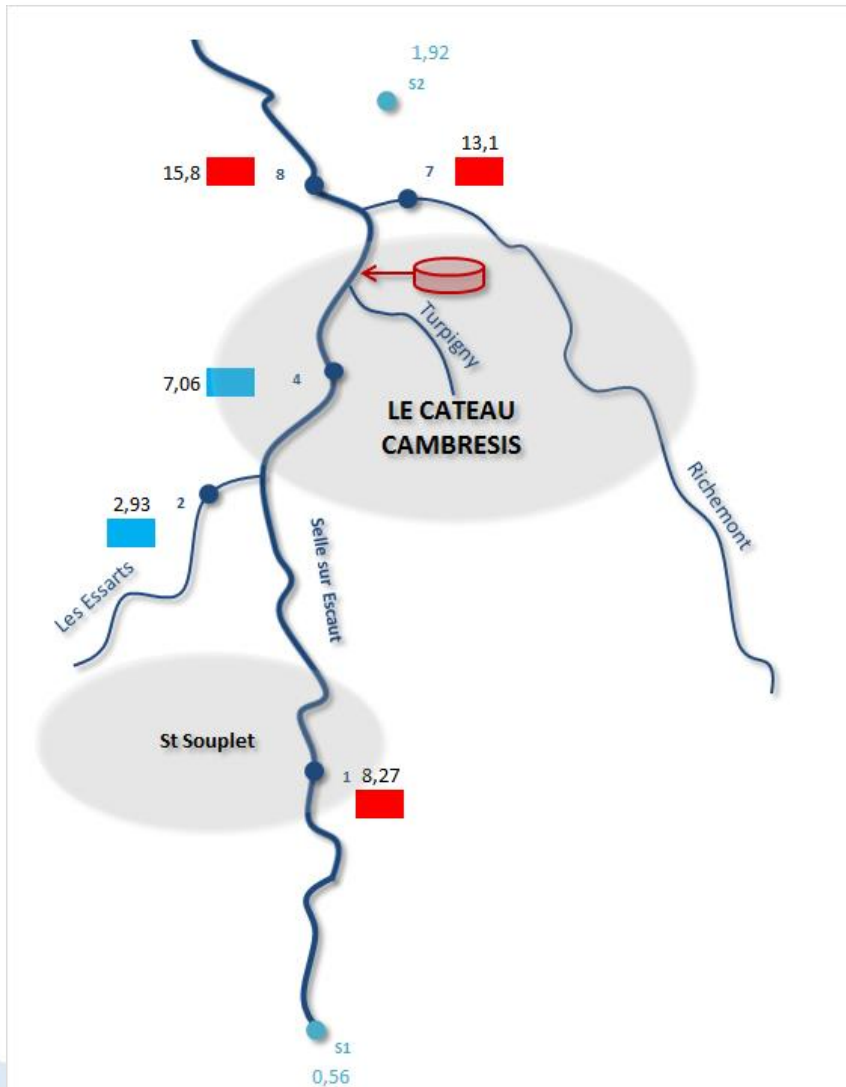 1,92
S2
13,1
15,8
8
7
Turpigny
7,06
4
LE CATEAU
CAMBRESIS
2,93
2
Richemont
Les Essarts
Selle sur Escaut
St Souplet
1
8,27
S1
0,56